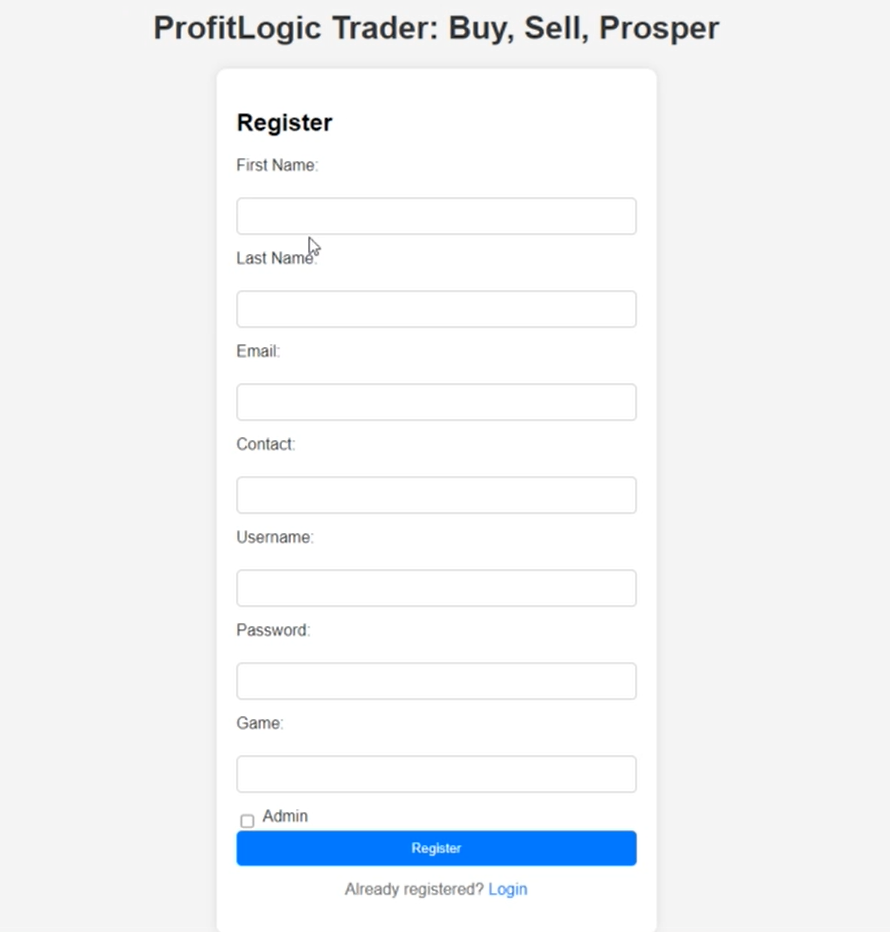 ProfitLogic Trader: Buy, Sell, Prosper
Register
First Name:
Last Name:
Email:
Contact:
Username:
Password:
Game:
Admin
Register
Already registered? Login